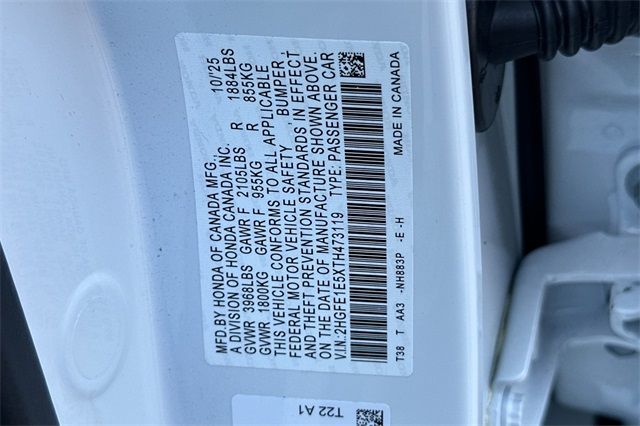 MFD BY HONDA OF CANADA MFG. 10/25
A DIVISION OF HONDA CANADA INC.
GVWR 3968LBS GAWR F 2105LBS R 1884LBS
GVWR 1800KG GAWR F 955KG R 855KG
THIS VEHICLE CONFORMS TO ALL APPLICABLE
FEDERAL MOTOR VEHICLE SAFETY BUMPER,
AND THEFT PREVENTION STANDARDS IN EFFECT
ON THE DATE OF MANUFACTURE SHOWN ABOVE.
V.I.N: 2HGFE1E5XTH473119 TYPE: PASSENGER CAR
T38 T AA3 -NH883P -E -H MADE IN CANADA
T22 A1